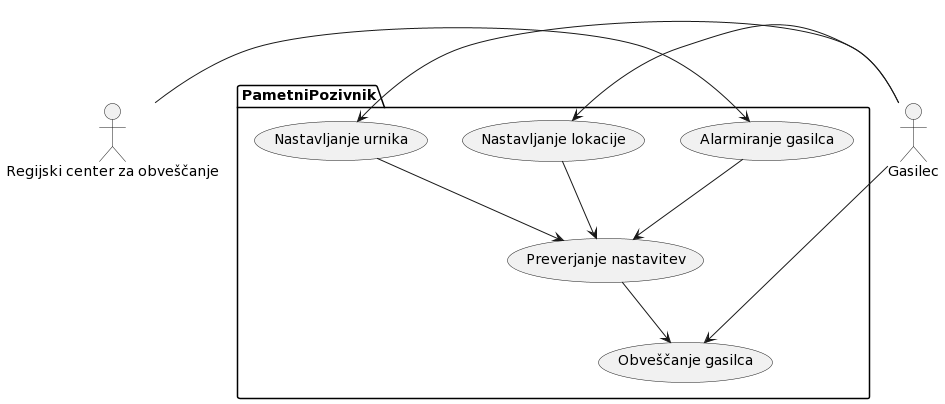 PametniPozivnik
Nastavljanje urnika
Nastavljanje lokacije
Alarmiranje gasilca
Regijski center za obveščanje
Gasilec
Preverjanje nastavitev
Obveščanje gasilca